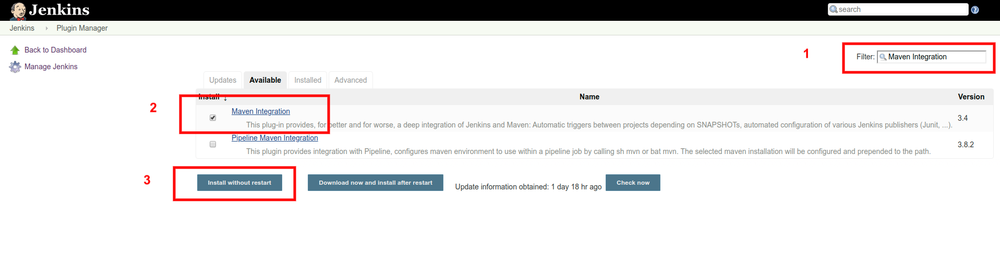 Jenkins
search
Jenkins Plugin Manager
Back to Dashboard
Manage Jenkins
1
Filter: Maven Integration
Updates Available Installed Advanced
Install ↓ Name Version
2
Maven Integration
This plug-in provides, for better and for worse, a deep integration of Jenkins and Maven: Automatic triggers between projects depending on SNAPSHOTs, automated configuration of various Jenkins publishers (Junit, ...).
3.4
Pipeline Maven Integration
This plugin provides integration with Pipeline, configures maven environment to use within a pipeline job by calling sh mvn or bat mvn. The selected maven installation will be configured and prepended to the path.
3.8.2
3
Install without restart Download now and install after restart Update information obtained: 1 day 18 hr ago Check now